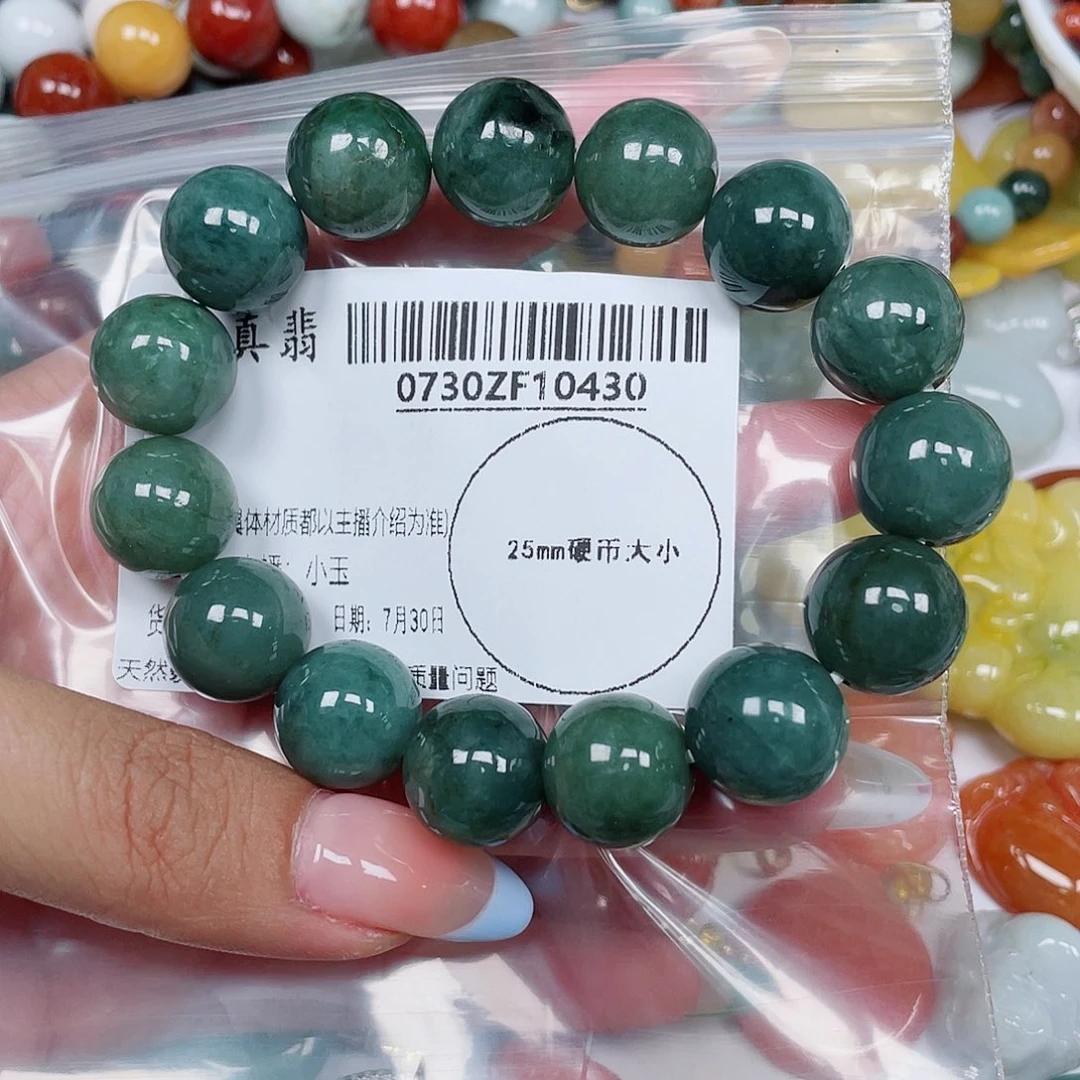 真翡
0730ZF10430
具体材质都以主播介绍为准)
25mm硬币大小
播: 小玉
货
日期: 7月30日
天然
质量问题